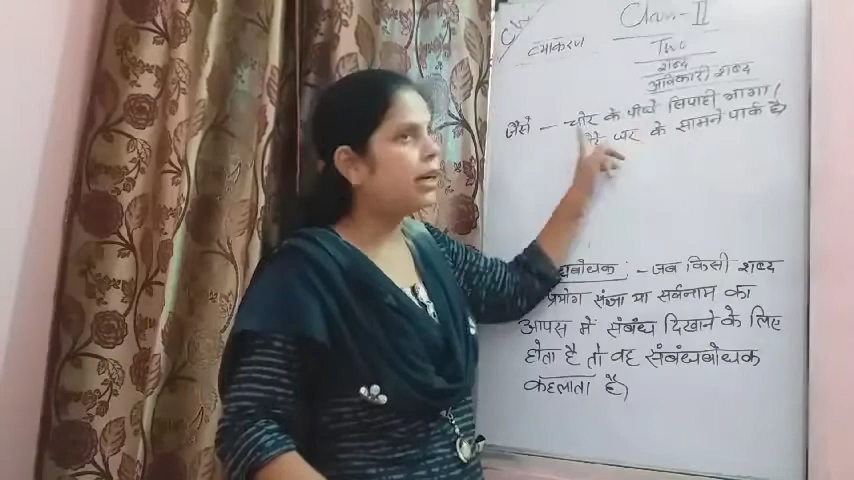 CW
Class-II
व्याकरण
Two
शब्द
अविकारी शब्द
जैसे - चोर के पीछे सिपाही भागा।
घर के सामने पार्क है।
- जब किसी शब्द
प्रयोग संज्ञा या सर्वनाम का
आपस में संबंध दिखाने के लिए
होता है तो वह संबंधबोधक
कहलाता है।